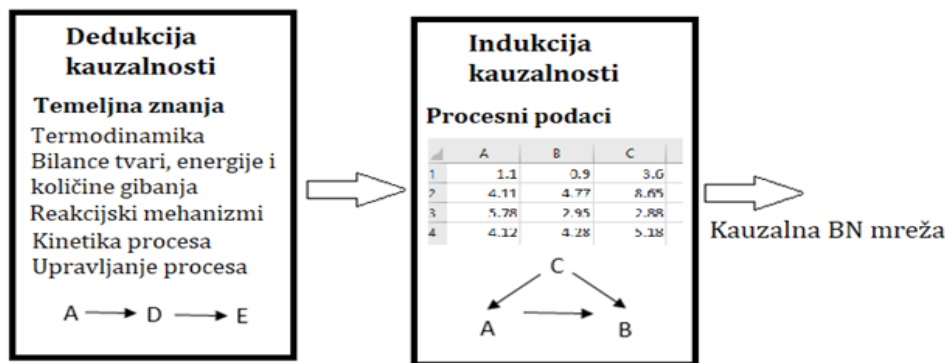 Dedukcija
kauzalnosti
Temeljna znanja
Termodinamika
Bilance tvari, energije i
količine gibanja
Reakcijski mehanizmi
Kinetika procesa
Upravljanje procesa
A D E
Indukcija
kauzalnosti
Procesni podaci
A B C
1 1.1 0.9 3.6
2 4.11 4.77 8.65
3 5.78 2.95 2.88
4 4.12 4.28 5.18
C
A B
Kauzalna BN mreža